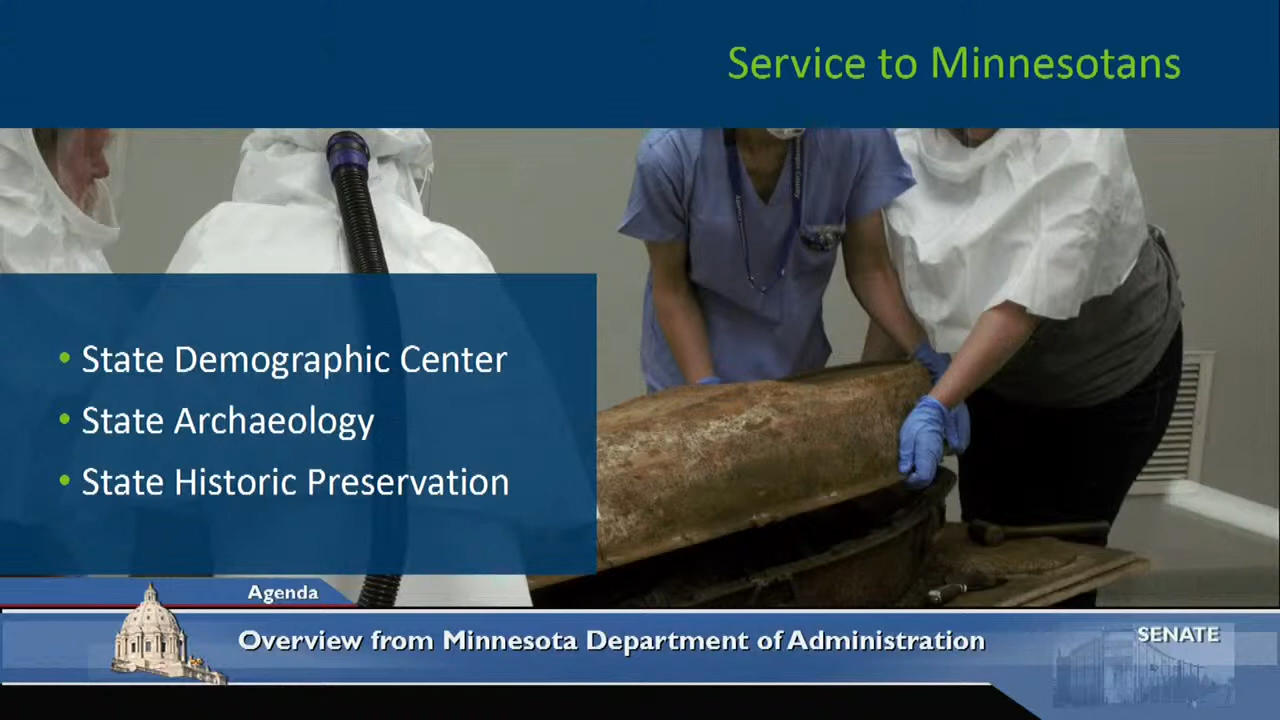 Service to Minnesotans
• State Demographic Center
• State Archaeology
• State Historic Preservation
Agenda
Overview from Minnesota Department of Administration
SENATE